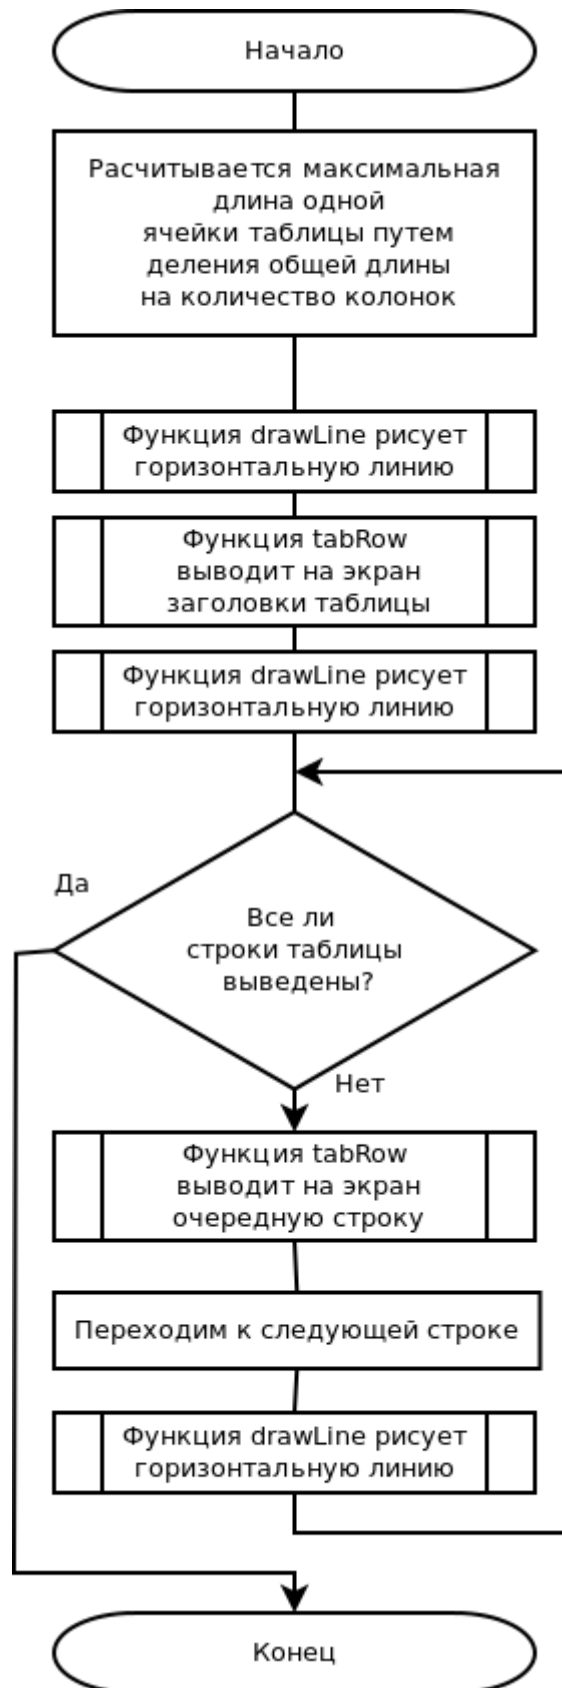 Начало
Расчитывается максимальная
длина одной
ячейки таблицы путем
деления общей длины
на количество колонок
Функция drawLine рисует
горизонтальную линию
Функция tabRow
выводит на экран
заголовки таблицы
Функция drawLine рисует
горизонтальную линию
Да
Все ли
строки таблицы
выведены?
Нет
Функция tabRow
выводит на экран
очередную строку
Переходим к следующей строке
Функция drawLine рисует
горизонтальную линию
Конец